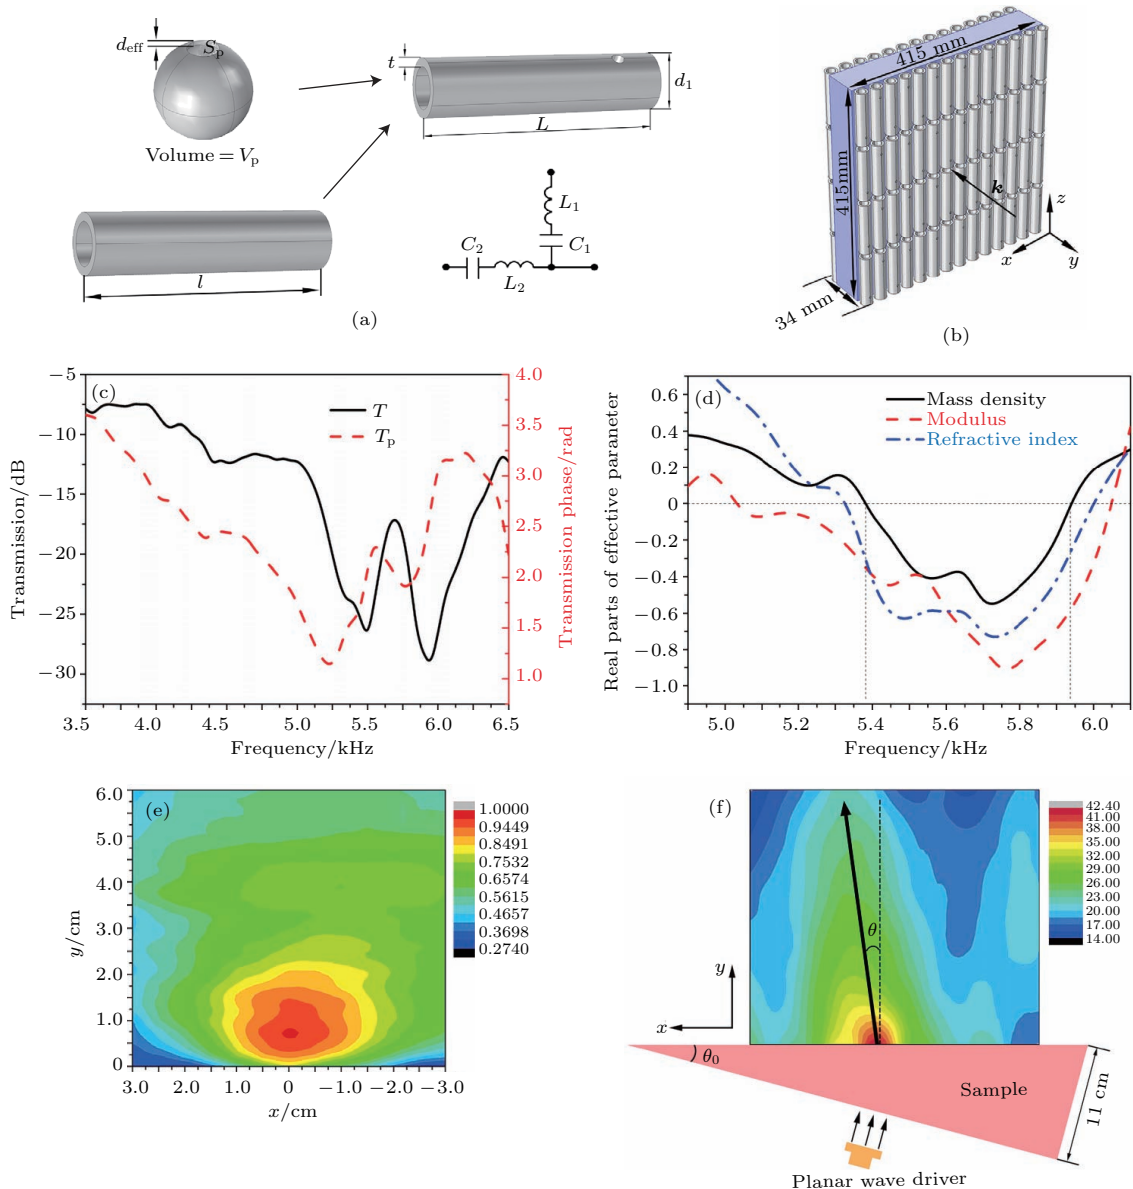 d_eff
S_p
Volume = V_p
t
d_1
L
l
L_1
C_1
C_2
L_2
(a)
415 mm
415mm
34 mm
k
z
x
y
(b)
(c)
Transmission/dB
−5
−10
−15
−20
−25
−30
T
T_p
4.0
3.5
3.0
2.5
2.0
1.5
1.0
Transmission phase/rad
3.5 4.0 4.5 5.0 5.5 6.0 6.5
Frequency/kHz
(d)
Real parts of effective paraneter
0.6
0.4
0.2
0
−0.2
−0.4
−0.6
−0.8
−1.0
Mass density
Modulus
Refractive index
5.0 5.2 5.4 5.6 5.8 6.0
Frequency/kHz
(e)
y/cm
6.0
5.0
4.0
3.0
2.0
1.0
0
3.0 2.0 1.0 0 −1.0 −2.0 −3.0
x/cm
1.0000
0.9449
0.8491
0.7532
0.6574
0.5615
0.4657
0.3698
0.2740
(f)
θ
y
x
42.40
41.00
38.00
35.00
32.00
29.00
26.00
23.00
20.00
17.00
14.00
θ_0
Sample
11 cm
Planar wave driver